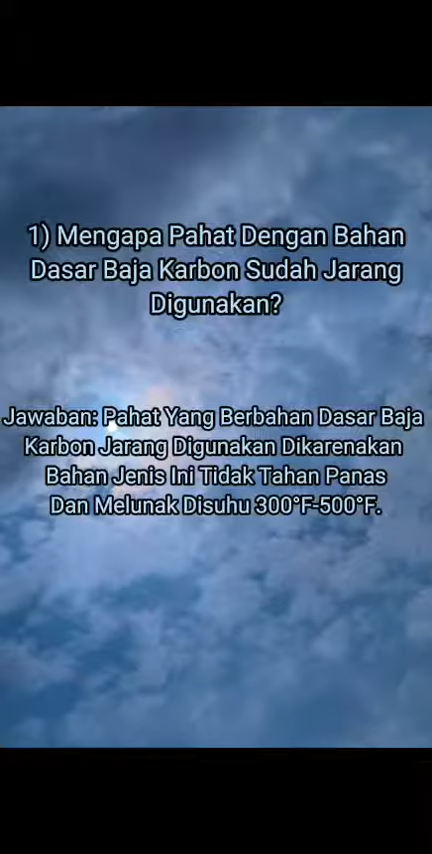 1) Mengapa Pahat Dengan Bahan
Dasar Baja Karbon Sudah Jarang
Digunakan?
Jawaban: Pahat Yang Berbahan Dasar Baja
Karbon Jarang Digunakan Dikarenakan
Bahan Jenis Ini Tidak Tahan Panas
Dan Melunak Disuhu 300°F-500°F.